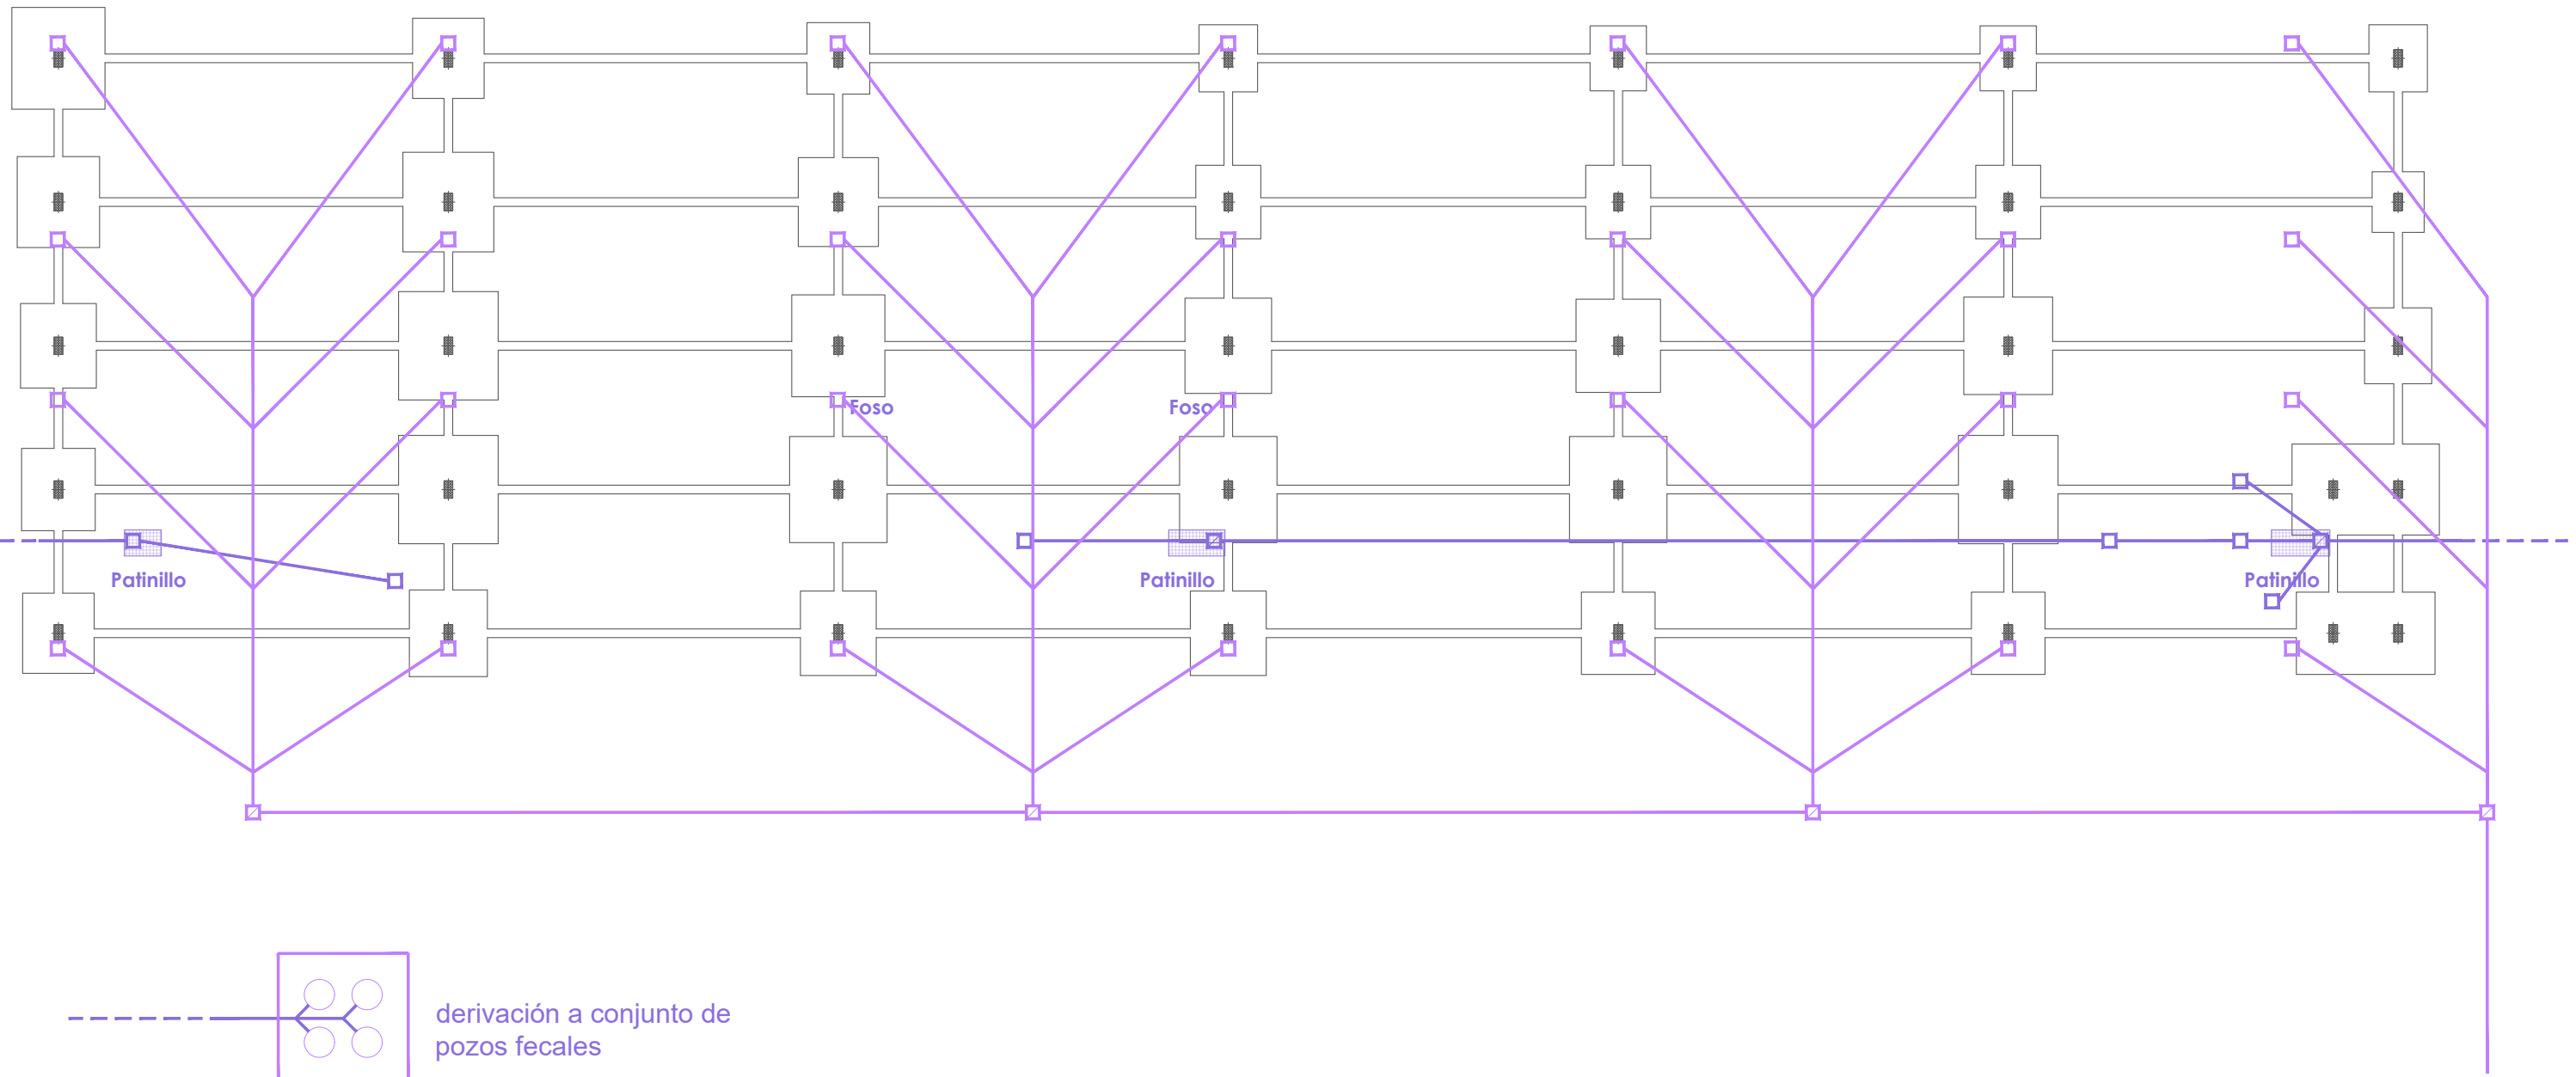 Foso
Foso
Patinillo
Patinillo
Patinillo
derivación a conjunto de
pozos fecales